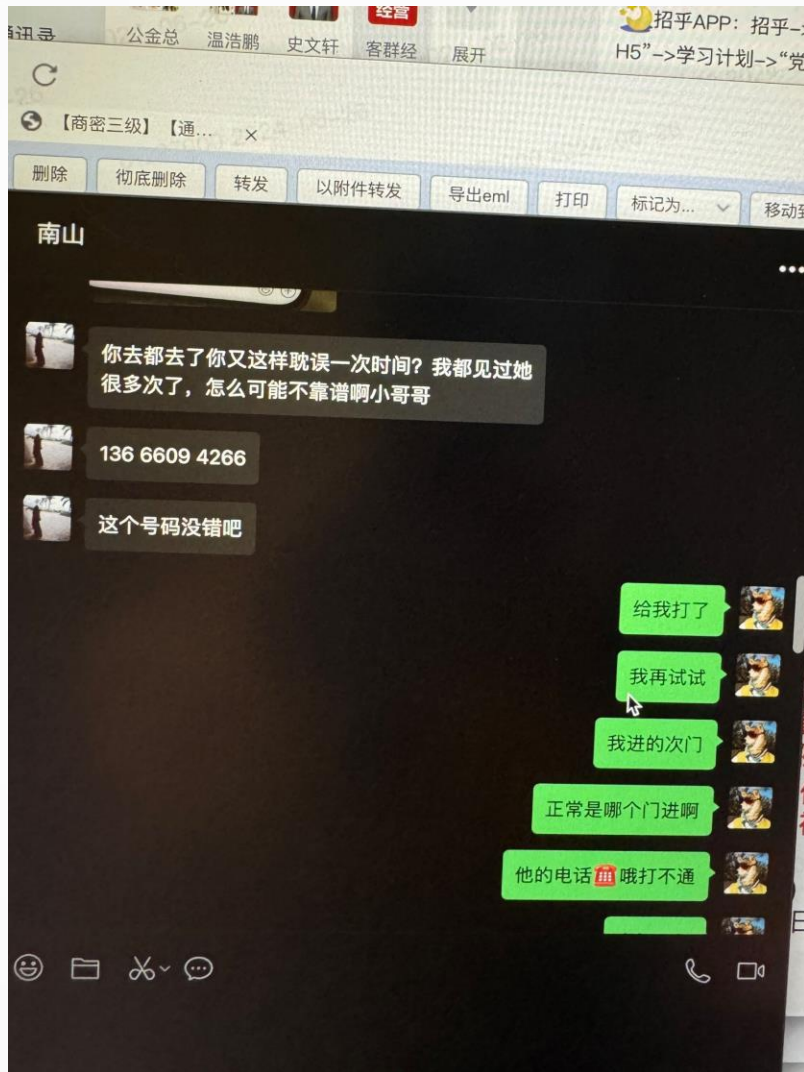 通讯录
公金总
温浩鹏
史文轩
经营
客群经
展开
招乎APP：招乎–
H5”–>学习计划–>“党
【商密三级】【通… ×
删除
彻底删除
转发
以附件转发
导出eml
打印
标记为...
移动到
南山
你去都去了你又这样耽误一次时间？我都见过她
很多次了，怎么可能不靠谱啊小哥哥
136 6609 4266
这个号码没错吧
给我打了
我再试试
我进的次门
正常是哪个门进啊
他的电话☎️哦打不通